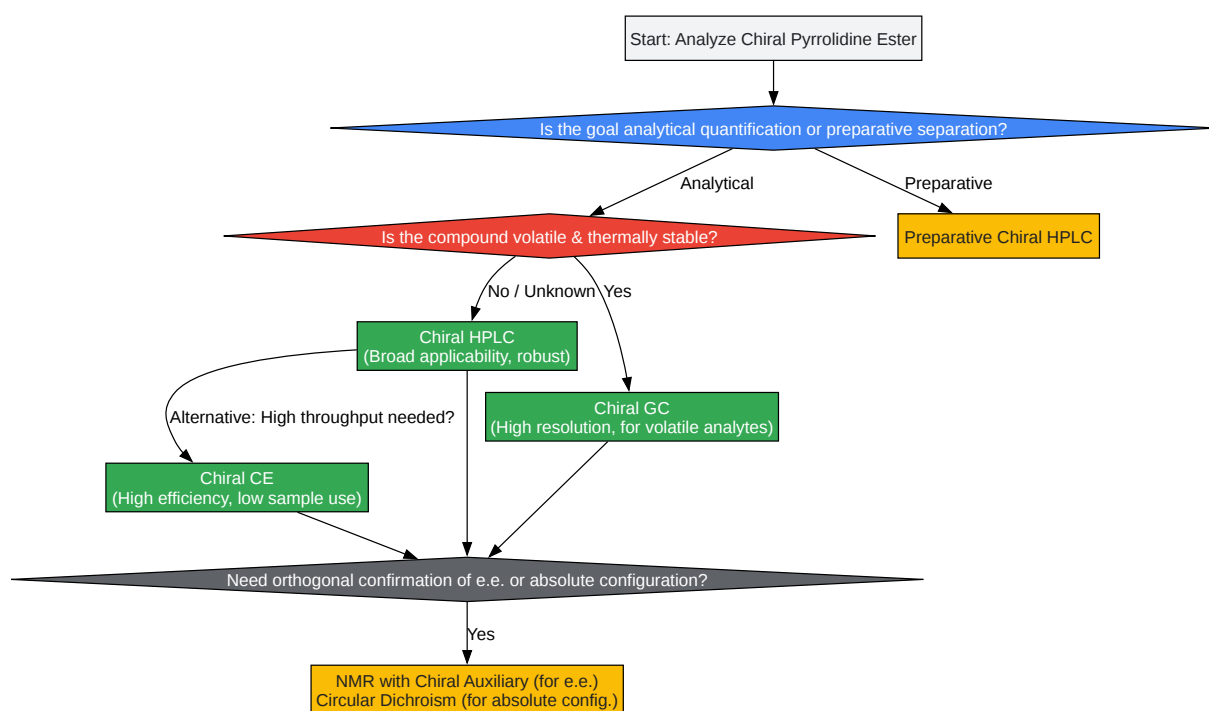 Start: Analyze Chiral Pyrrolidine Ester
Is the goal analytical quantification or preparative separation?
Analytical
Preparative
Is the compound volatile & thermally stable?
Preparative Chiral HPLC
No / Unknown
Yes
Chiral HPLC
(Broad applicability, robust)
Alternative: High throughput needed?
Chiral GC
(High resolution, for volatile analytes)
Chiral CE
(High efficiency, low sample use)
Need orthogonal confirmation of e.e. or absolute configuration?
Yes
NMR with Chiral Auxiliary (for e.e.)
Circular Dichroism (for absolute config.)